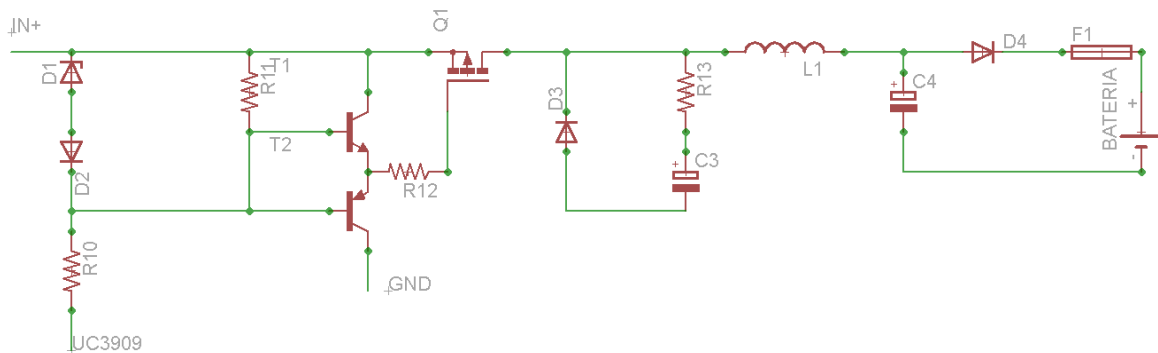 IN+
Q1
D1
R11
T1
T2
D2
R12
R10
GND
UC3909
D3
R13
C3
L1
C4
D4
F1
BATERIA
+
-
+
+